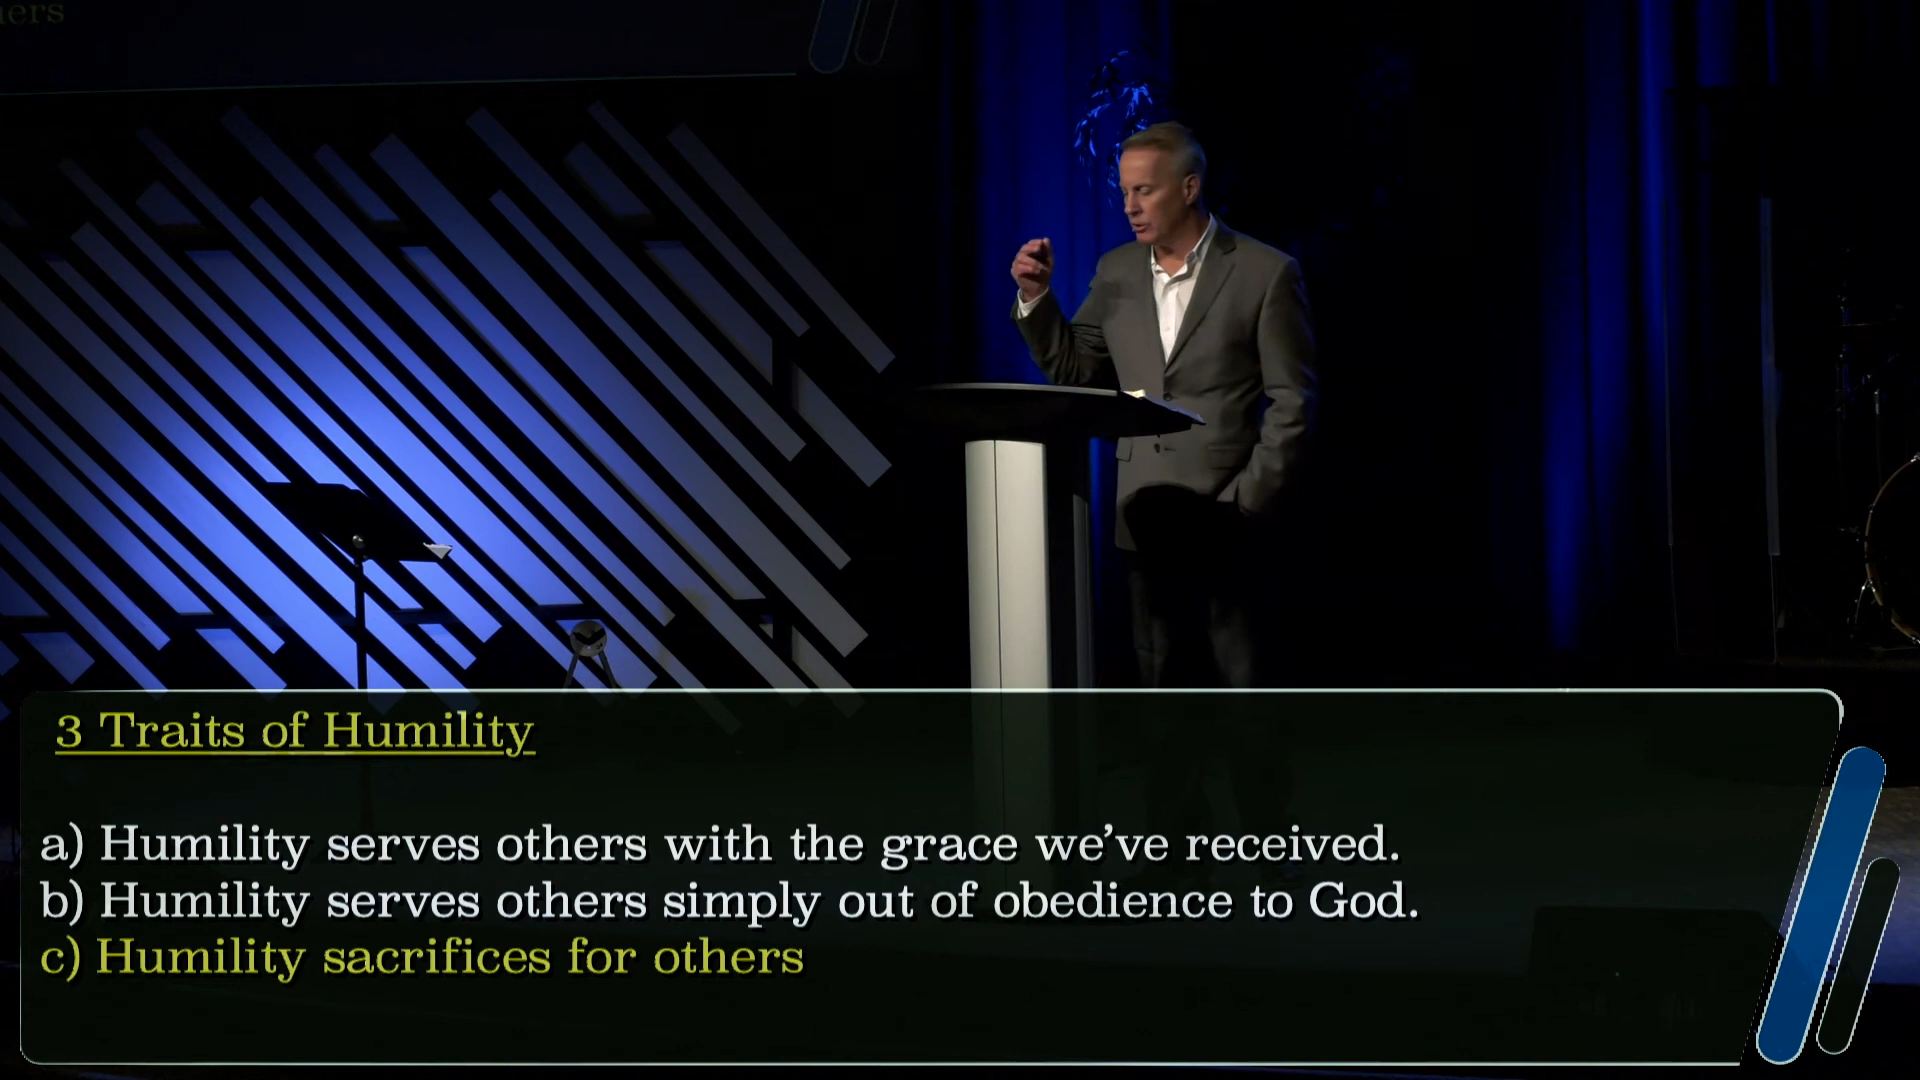 3 Traits of Humility
a) Humility serves others with the grace we’ve received.
b) Humility serves others simply out of obedience to God.
c) Humility sacrifices for others